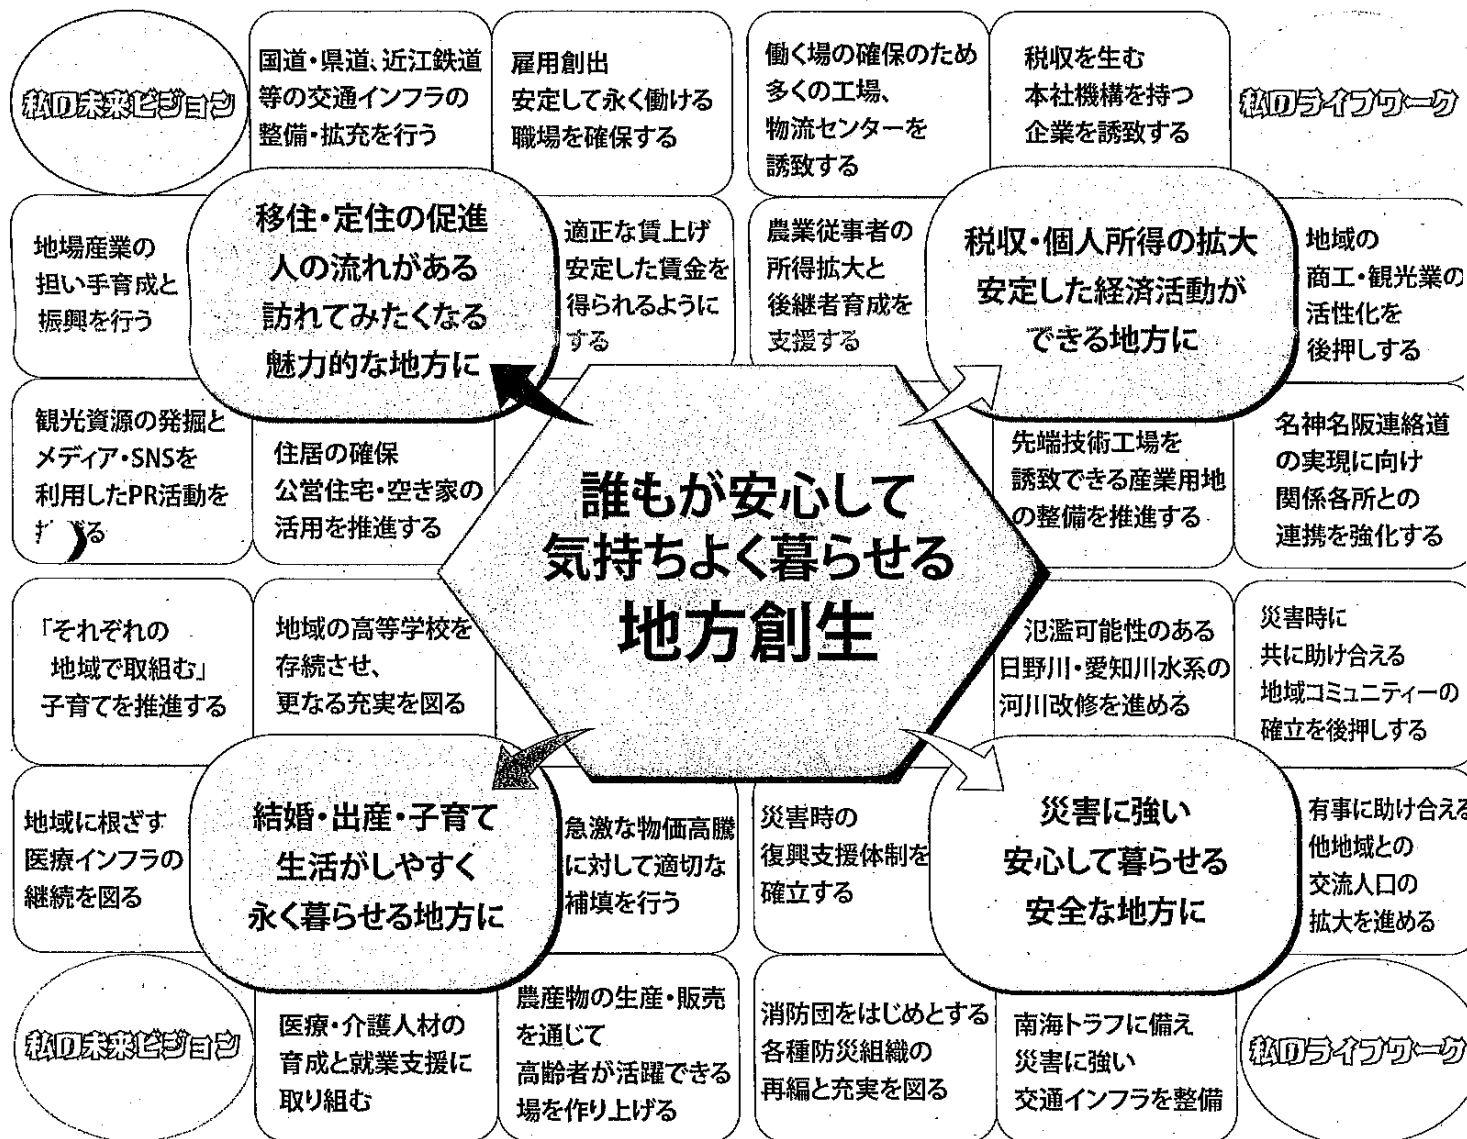 私の未来ビジョン
国道・県道、近江鉄道
等の交通インフラの
整備・拡充を行う
雇用創出
安定して永く働ける
職場を確保する
働く場の確保のため
多くの工場、
物流センターを
誘致する
税収を生む
本社機構を持つ
企業を誘致する
私のライフワーク
地場産業の
担い手育成と
振興を行う
移住・定住の促進
人の流れがある
訪れてみたくなる
魅力的な地方に
適正な賃上げ
安定した賃金を
得られるように
する
農業従事者の
所得拡大と
後継者育成を
支援する
税収・個人所得の拡大
安定した経済活動が
できる地方に
地域の
商工・観光業の
活性化を
後押しする
観光資源の発掘と
メディア・SNSを
利用したPR活動を
る
住居の確保
公営住宅・空き家の
活用を推進する
誰もが安心して
気持ちよく暮らせる
地方創生
先端技術工場を
誘致できる産業用地
の整備を推進する
名神名阪連絡道
の実現に向け
関係各所との
連携を強化する
「それぞれの
地域で取組む」
子育てを推進する
地域の高等学校を
存続させ、
更なる充実を図る
氾濫可能性のある
日野川・愛知川水系の
河川改修を進める
災害時に
共に助け合える
地域コミュニティーの
確立を後押しする
地域に根ざす
医療インフラの
継続を図る
結婚・出産・子育て
生活がしやすく
永く暮らせる地方に
急激な物価高騰
に対して適切な
補填を行う
災害時の
復興支援体制を
確立する
災害に強い
安心して暮らせる
安全な地方に
有事に助け合える
他地域との
交流人口の
拡大を進める
私の未来ビジョン
医療・介護人材の
育成と就業支援に
取り組む
農産物の生産・販売
を通じて
高齢者が活躍できる
場を作り上げる
消防団をはじめとする
各種防災組織の
再編と充実を図る
南海トラフに備え
災害に強い
交通インフラを整備
私のライフワーク